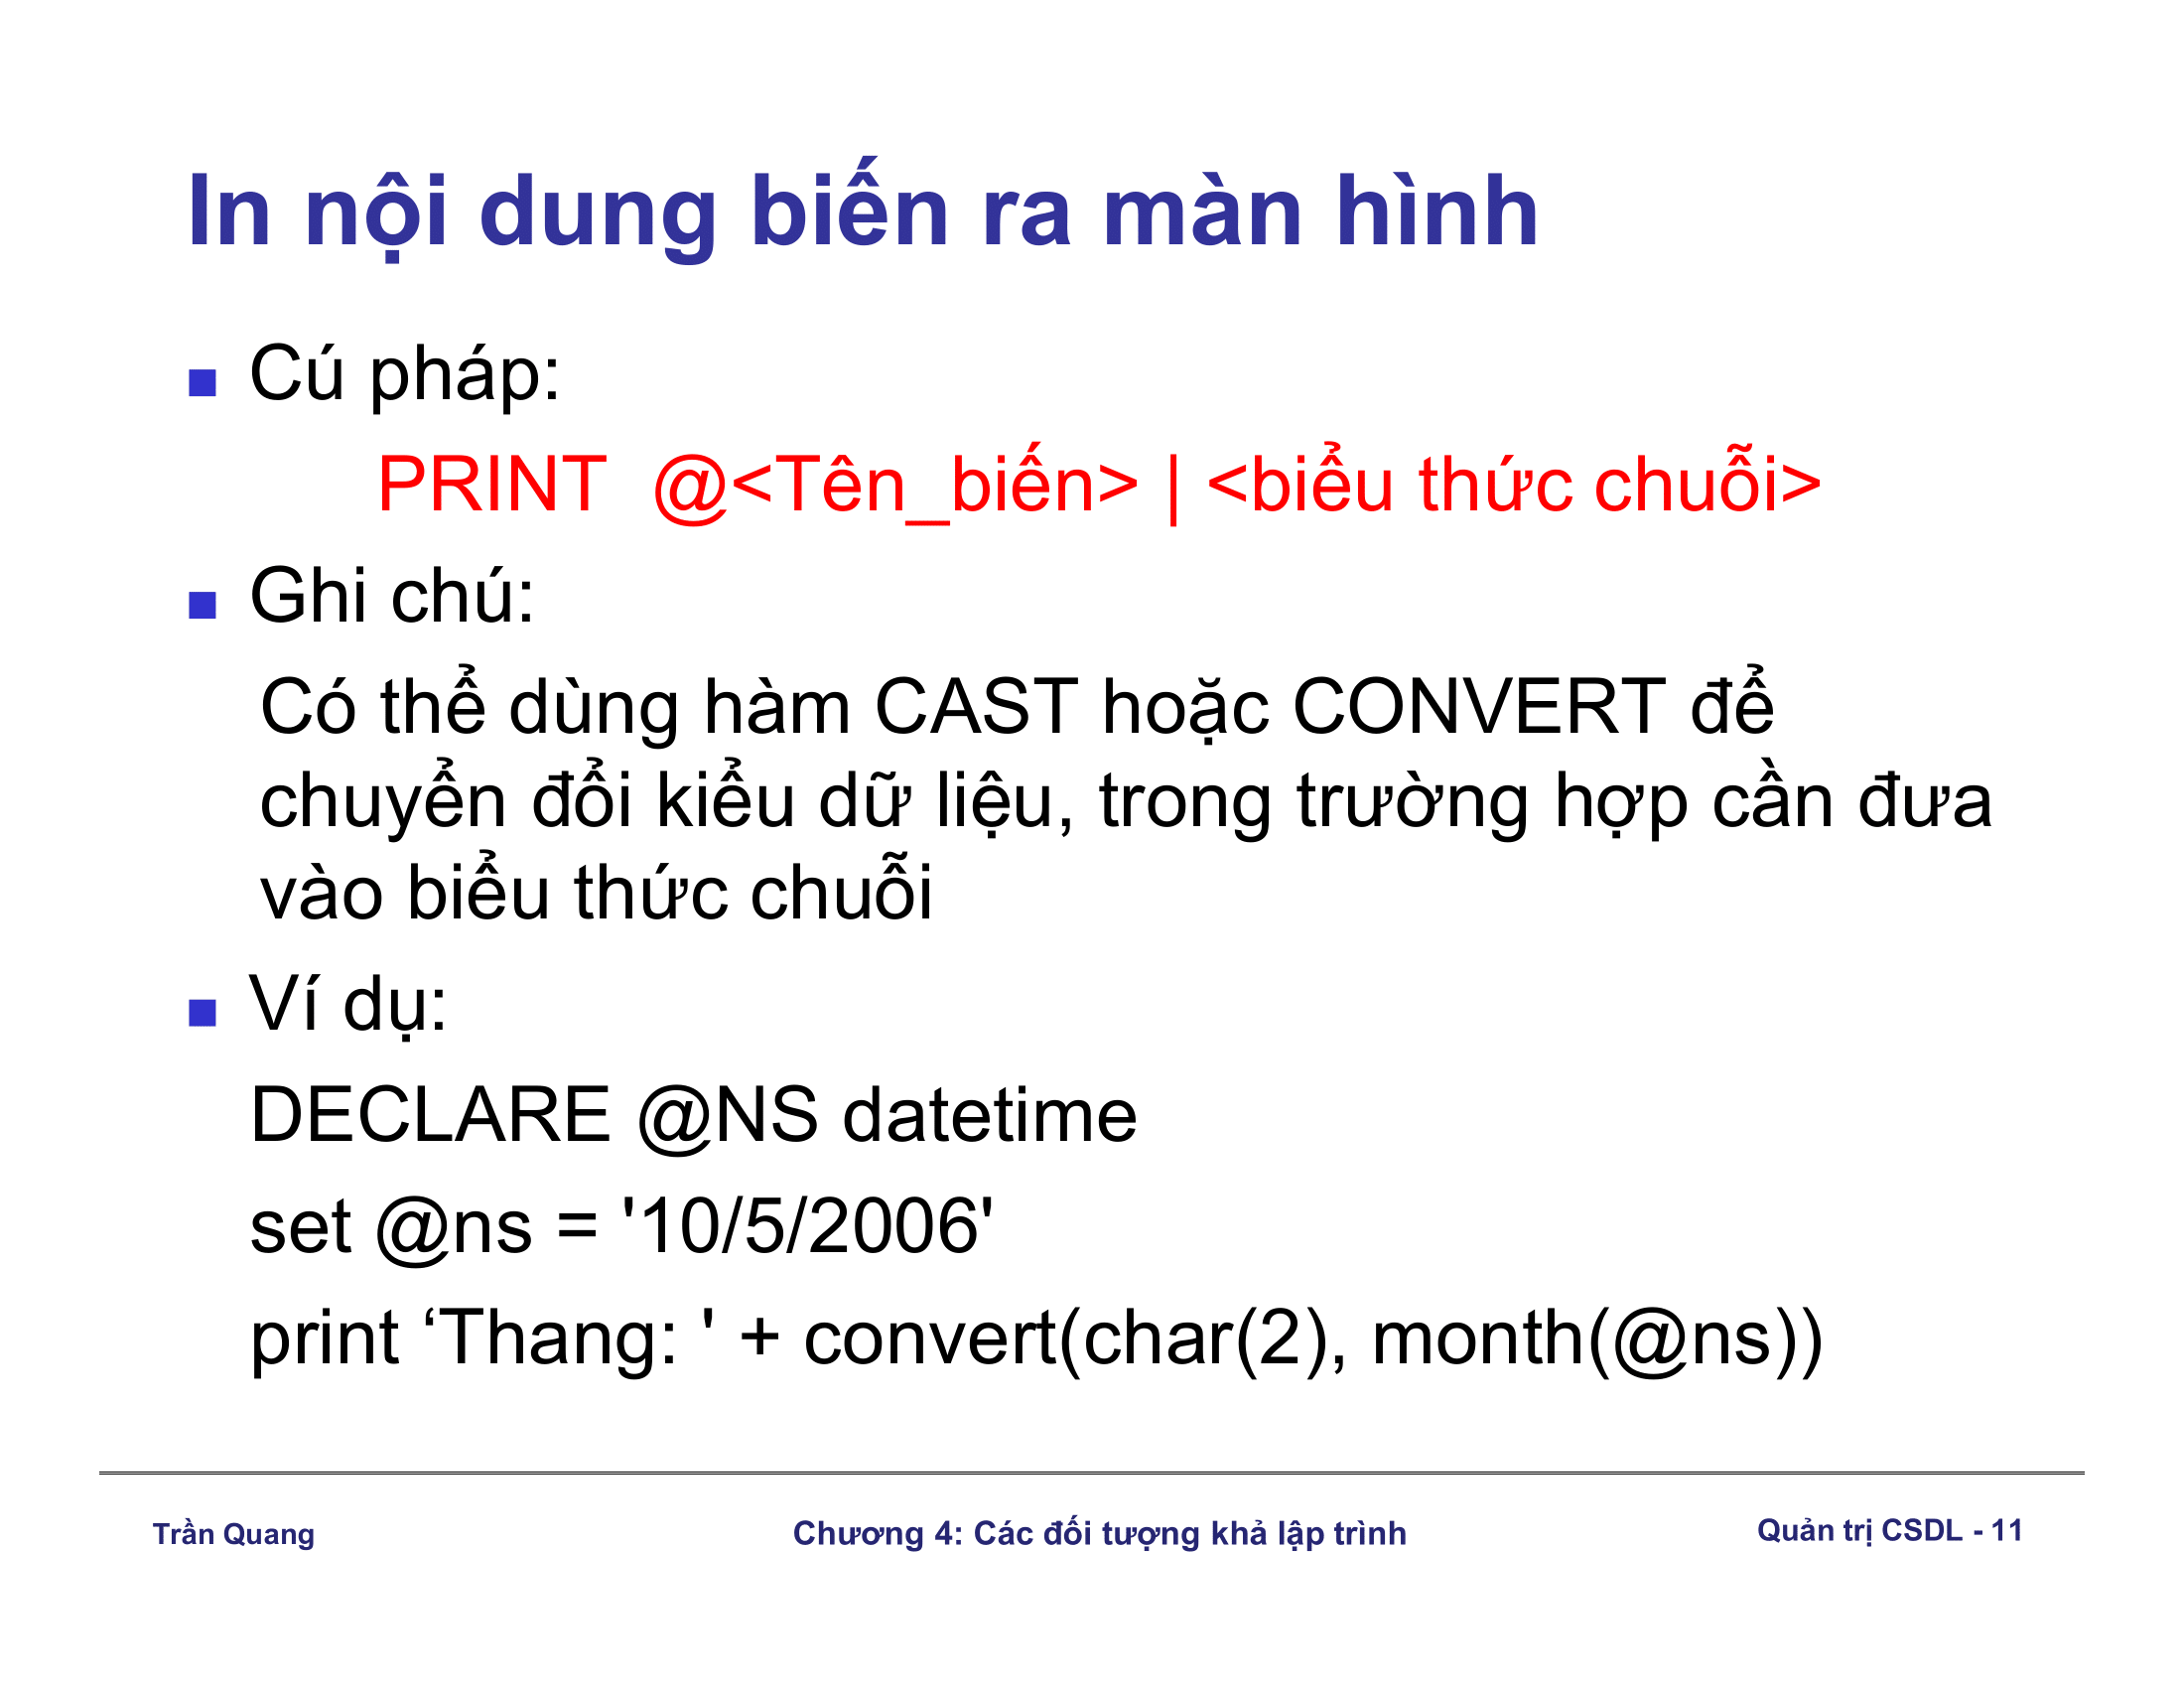 In nội dung biến ra màn hình
Cú pháp:
PRINT @<Tên_biến> | <biểu thức chuỗi>
Ghi chú:
Có thể dùng hàm CAST hoặc CONVERT để
chuyển đổi kiểu dữ liệu, trong trường hợp cần đưa
vào biểu thức chuỗi
Ví dụ:
DECLARE @NS datetime
set @ns = '10/5/2006'
print ‘Thang: ' + convert(char(2), month(@ns))
Trần Quang
Chương 4: Các đối tượng khả lập trình
Quản trị CSDL - 11